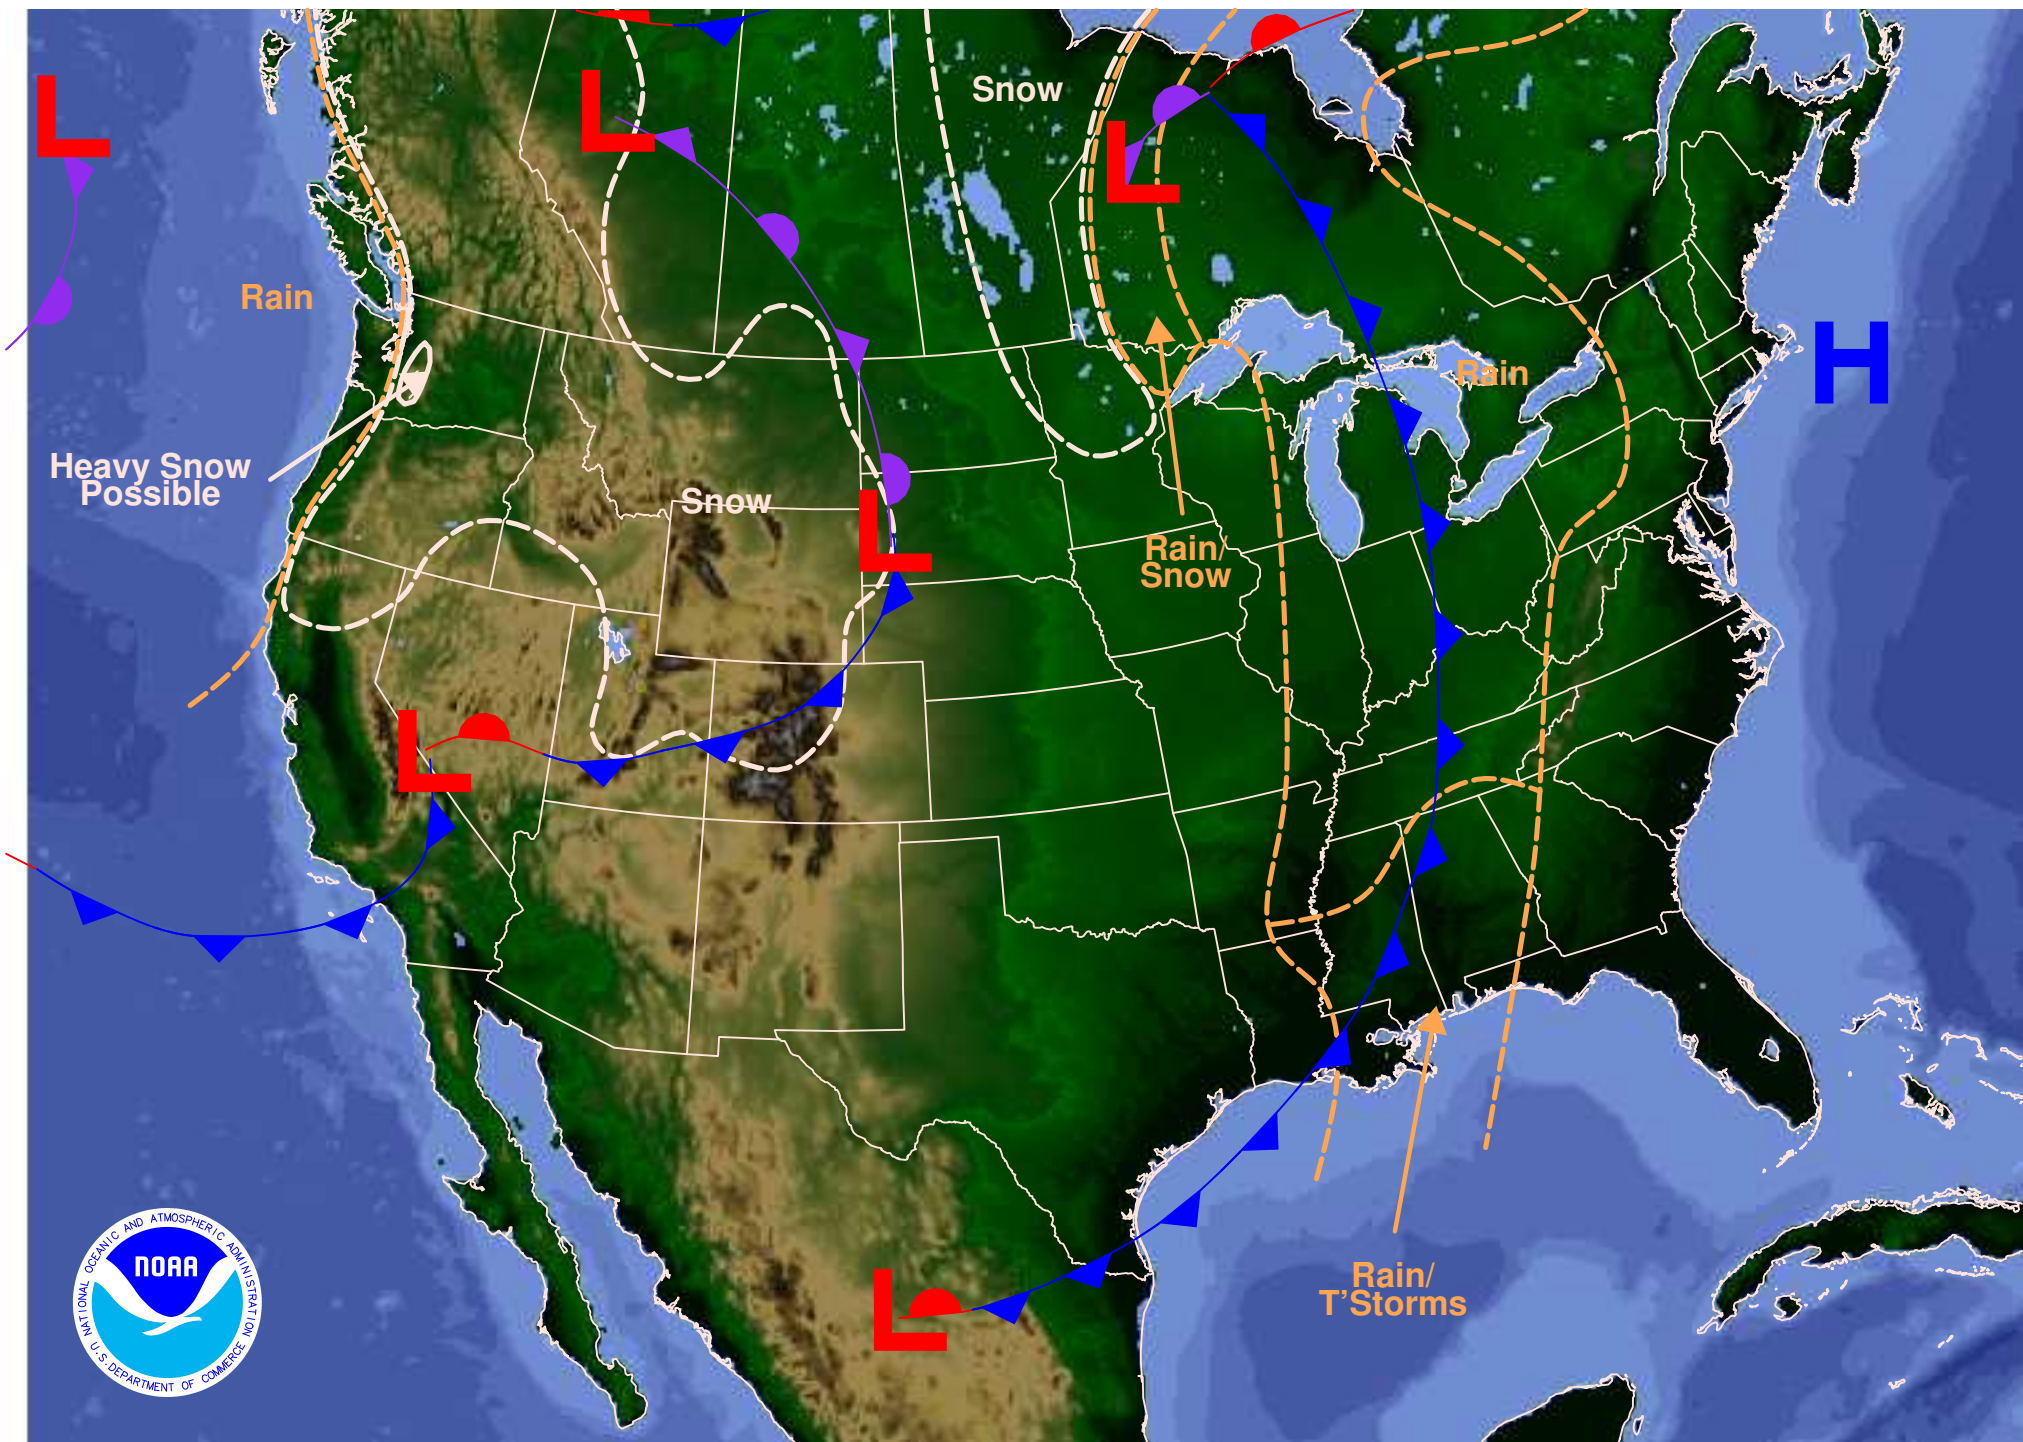 Snow
Rain
Rain
Heavy Snow
Possible
Snow
Rain/
Snow
Rain/
T'Storms
L
L
L
L
L
L
H
NATIONAL OCEANIC AND ATMOSPHERIC ADMINISTRATION
NOAA
U.S. DEPARTMENT OF COMMERCE